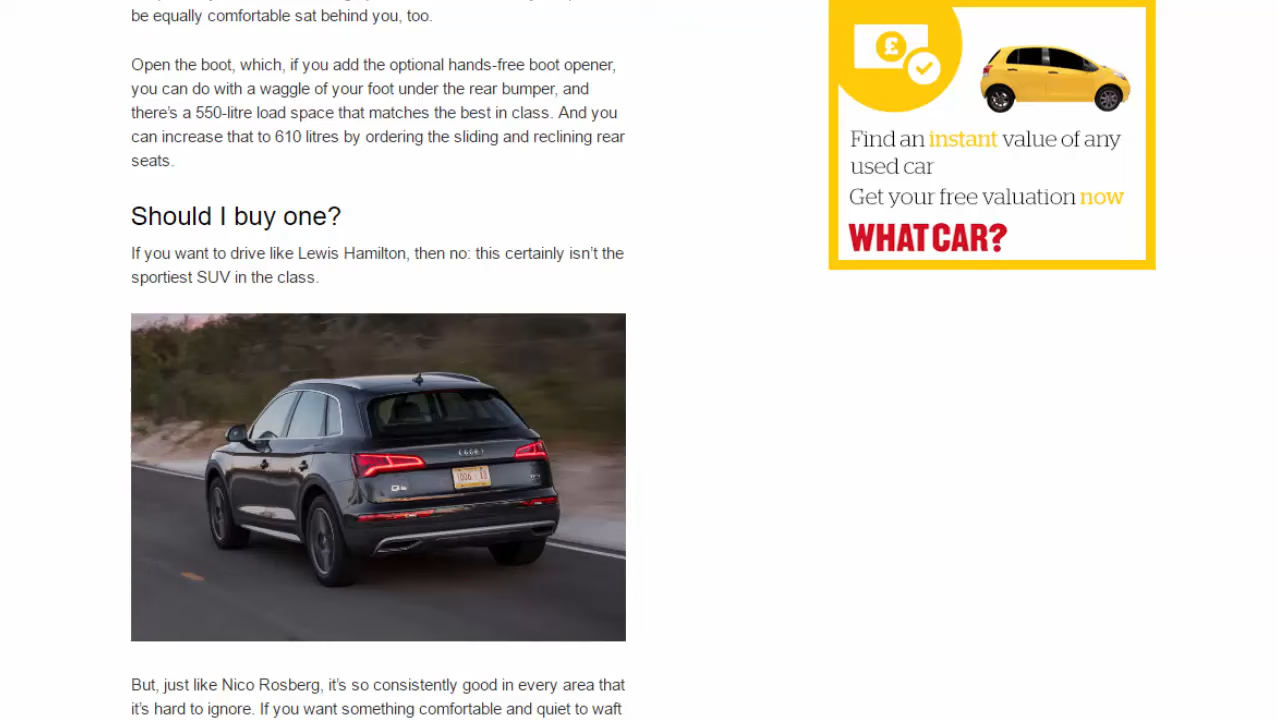 be equally comfortable sat behind you, too.
Open the boot, which, if you add the optional hands-free boot opener,
you can do with a waggle of your foot under the rear bumper, and
there’s a 550-litre load space that matches the best in class. And you
can increase that to 610 litres by ordering the sliding and reclining rear
seats.
Should I buy one?
If you want to drive like Lewis Hamilton, then no: this certainly isn’t the
sportiest SUV in the class.
But, just like Nico Rosberg, it’s so consistently good in every area that
it’s hard to ignore. If you want something comfortable and quiet to waft
£
Find an instant value of any
used car
Get your free valuation now
WHAT CAR?